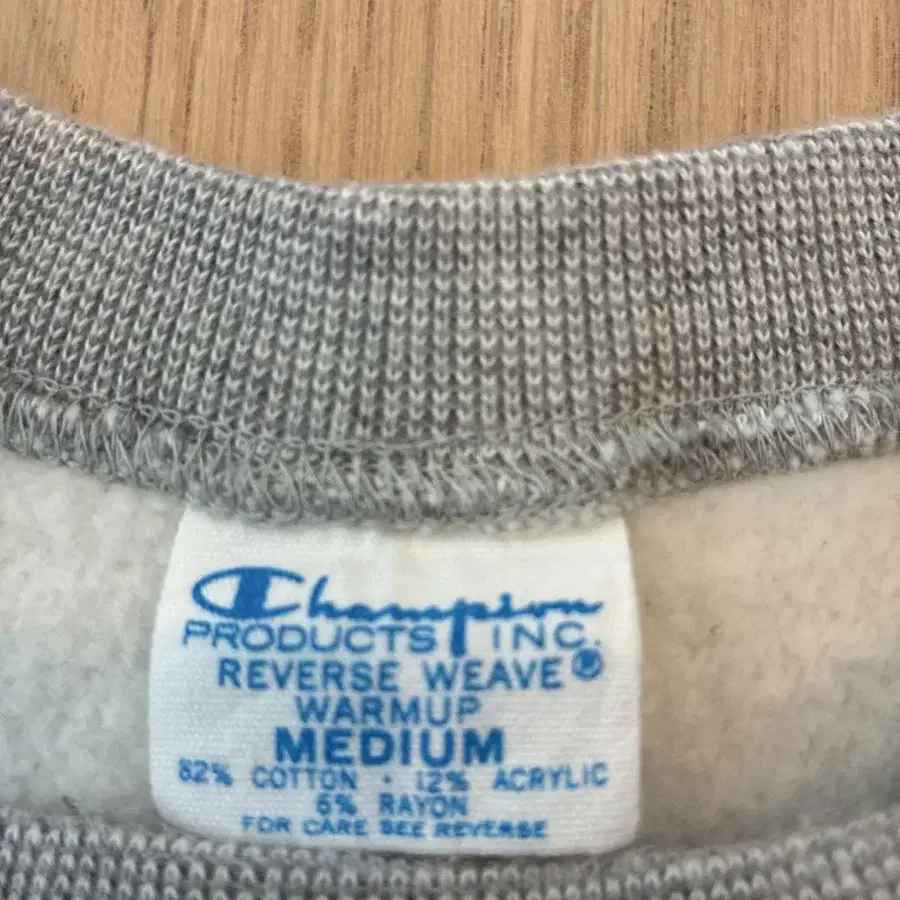 Champion
PRODUCTS INC.
REVERSE WEAVE®
WARMUP
MEDIUM
82% COTTON · 12% ACRYLIC
6% RAYON
FOR CARE SEE REVERSE